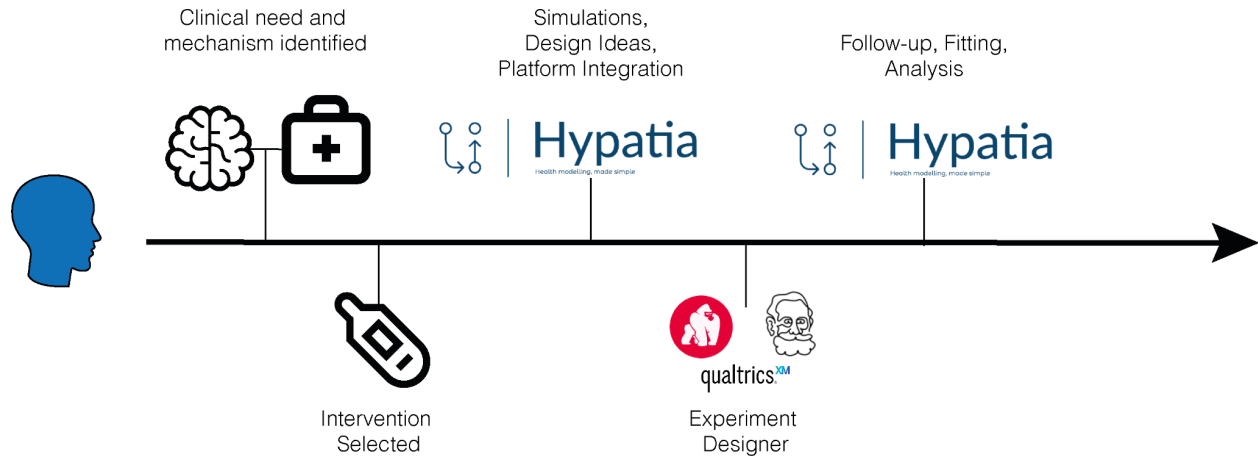 Clinical need and
mechanism identified
Simulations,
Design Ideas,
Platform Integration
Follow-up, Fitting,
Analysis
Hypatia
Health modelling, made simple
Hypatia
Health modelling, made simple
qualtrics.XM
Intervention
Selected
Experiment
Designer